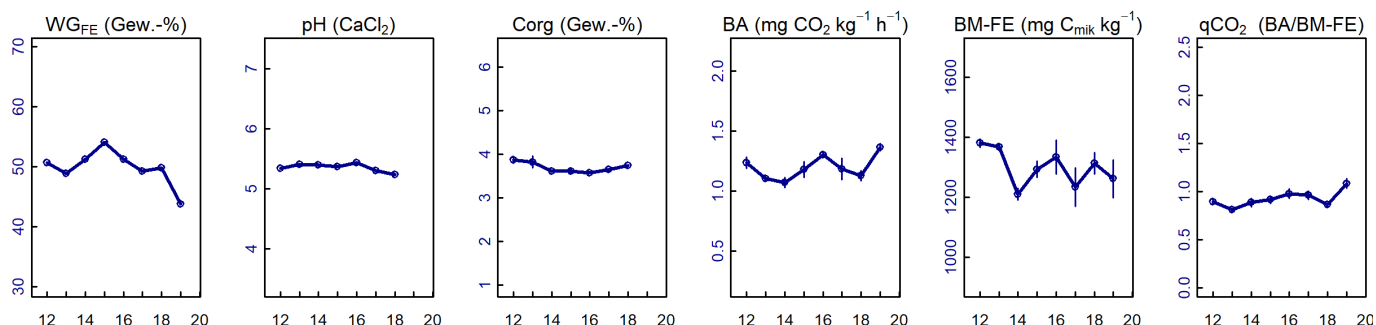 WG_FE (Gew.-%)
70
60
50
40
30
12 14 16 18 20
pH (CaCl₂)
7
6
5
4
12 14 16 18 20
Corg (Gew.-%)
6
5
4
3
2
1
12 14 16 18 20
BA (mg CO₂ kg⁻¹ h⁻¹)
2.0
1.5
1.0
0.5
12 14 16 18 20
BM-FE (mg C_mik kg⁻¹)
1600
1400
1200
1000
12 14 16 18 20
qCO₂ (BA/BM-FE)
2.5
2.0
1.5
1.0
0.5
0.0
12 14 16 18 20